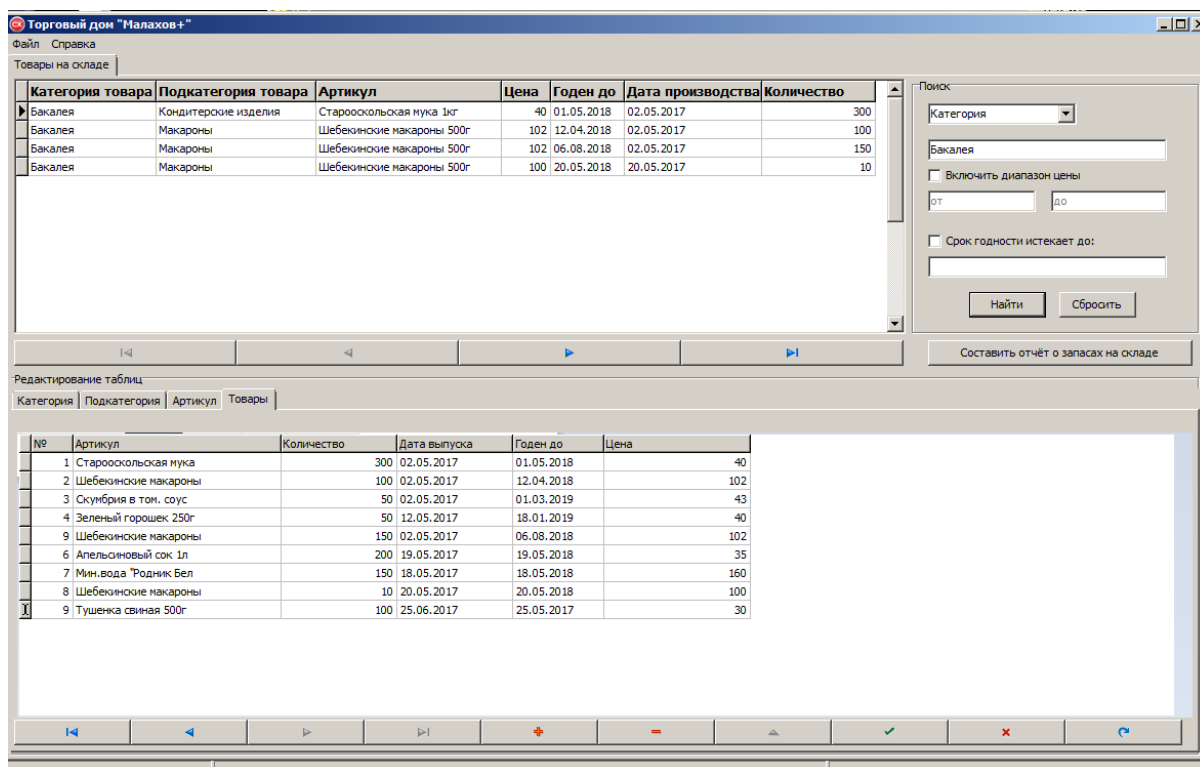 Торговый дом "Малахов+"
Файл Справка
Товары на складе
Категория товара Подкатегория товара Артикул Цена Годен до Дата производства Количество
Бакалея Кондитерские изделия Старооскольская мука 1кг 40 01.05.2018 02.05.2017 300
Бакалея Макароны Шебекинские макароны 500г 102 12.04.2018 02.05.2017 100
Бакалея Макароны Шебекинские макароны 500г 102 06.08.2018 02.05.2017 150
Бакалея Макароны Шебекинские макароны 500г 100 20.05.2018 20.05.2017 10
Поиск
Категория
Бакалея
Включить диапазон цены
от до
Срок годности истекает до:
Найти Сбросить
Составить отчёт о запасах на складе
Редактирование таблиц
Категория Подкатегория Артикул Товары
№ Артикул Количество Дата выпуска Годен до Цена
1 Старооскольская мука 300 02.05.2017 01.05.2018 40
2 Шебекинские макароны 100 02.05.2017 12.04.2018 102
3 Скумбрия в том. соус 50 02.05.2017 01.03.2019 43
4 Зеленый горошек 250г 50 12.05.2017 18.01.2019 40
9 Шебекинские макароны 150 02.05.2017 06.08.2018 102
6 Апельсиновый сок 1л 200 19.05.2017 19.05.2018 35
7 Мин.вода "Родник Бел 150 18.05.2017 18.05.2018 160
8 Шебекинские макароны 10 20.05.2017 20.05.2018 100
9 Тушенка свиная 500г 100 25.06.2017 25.05.2017 30